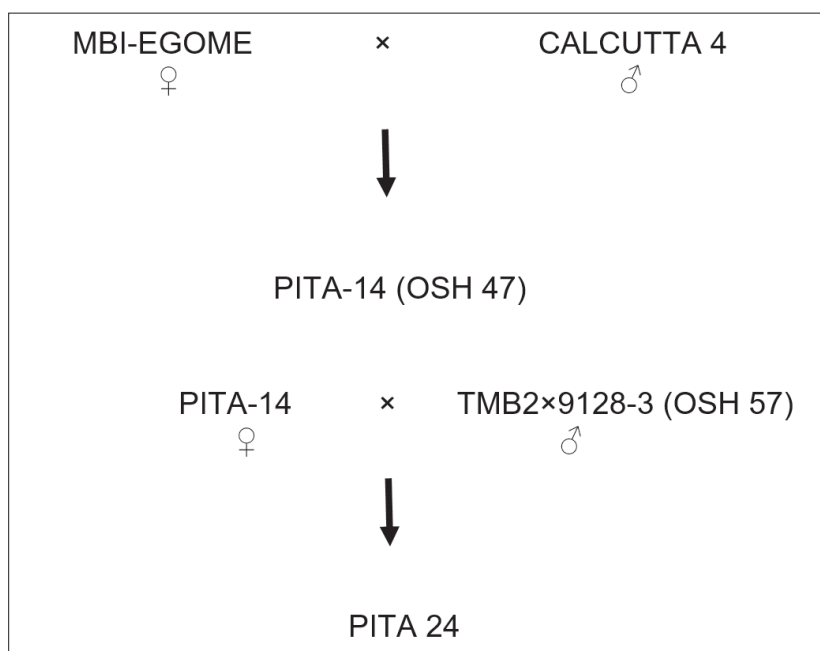 MBI-EGOME × CALCUTTA 4
♀ ♂
PITA-14 (OSH 47)
PITA-14 × TMB2×9128-3 (OSH 57)
♀ ♂
PITA 24